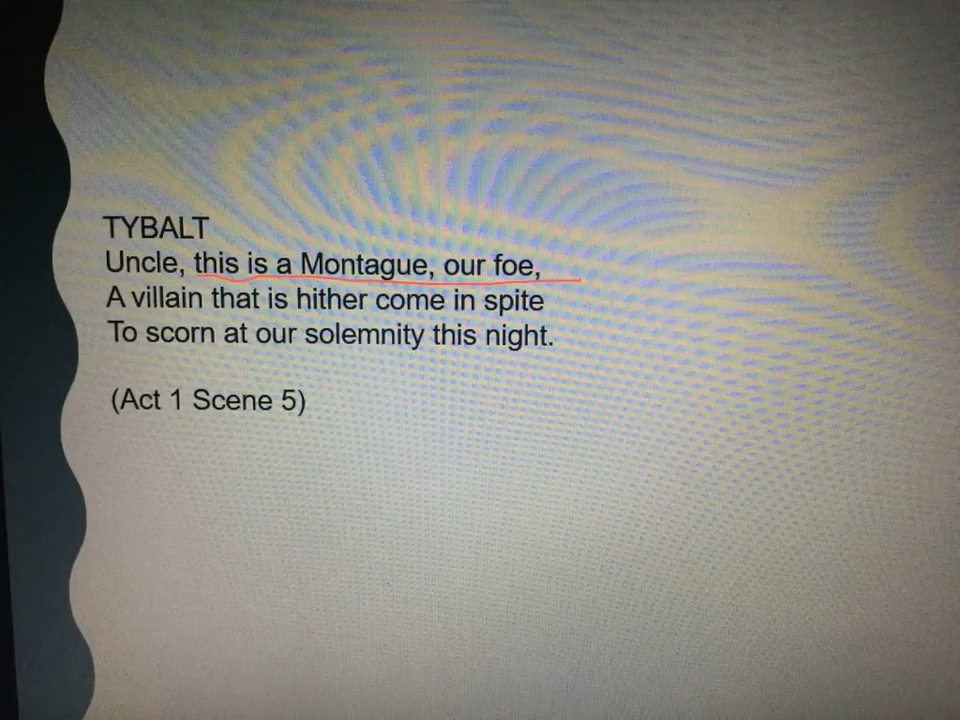 TYBALT
Uncle, this is a Montague, our foe,
A villain that is hither come in spite
To scorn at our solemnity this night.
(Act 1 Scene 5)